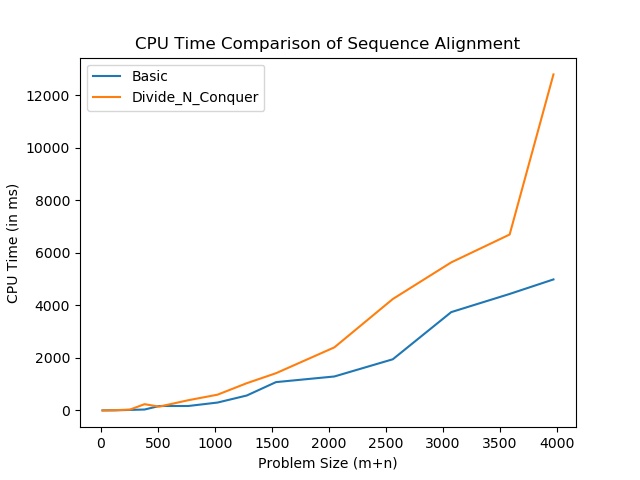 CPU Time Comparison of Sequence Alignment
Basic
Divide_N_Conquer
12000
10000
8000
6000
4000
2000
0
CPU Time (in ms)
0 500 1000 1500 2000 2500 3000 3500 4000
Problem Size (m+n)